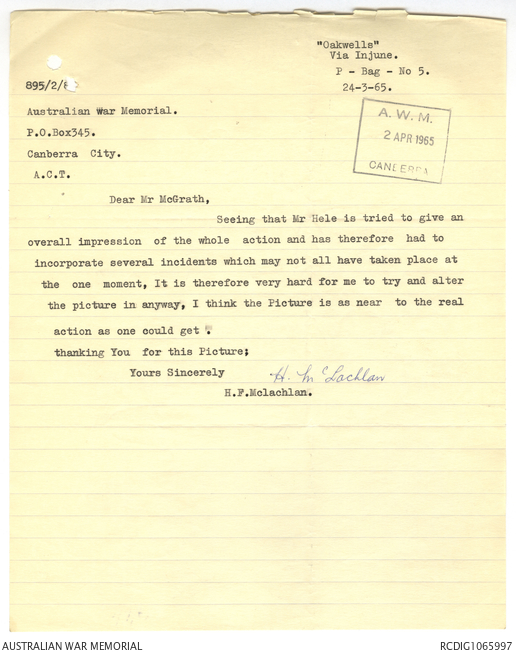 "Oakwells"
Via Injune.
P - Bag - No 5.
24-3-65.
895/2/
Australian War Memorial.
P.O.Box345.
Canberra City.
A.C.T.
A.W.M.
2 APR 1965
CANBERRA
Dear Mr McGrath,
Seeing that Mr Hele is tried to give an
overall impression of the whole action and has therefore had to
incorporate several incidents which may not all have taken place at
the one moment, It is therefore very hard for me to try and alter
the picture in anyway, I think the Picture is as near to the real
action as one could get .
thanking You for this Picture;
Yours Sincerely H. McLachlan
H.F.Mclachlan.
AUSTRALIAN WAR MEMORIAL RCDIG1065997